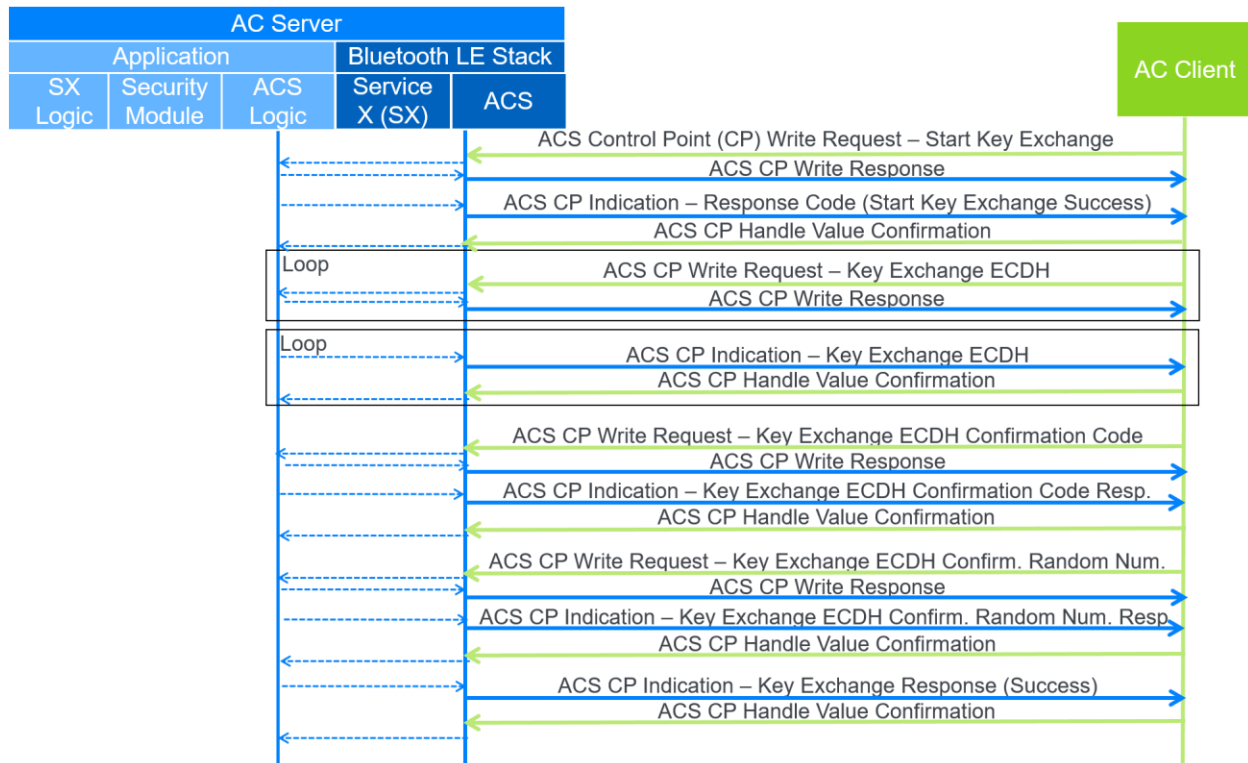 AC Server
Application
Bluetooth LE Stack
SX Logic
Security Module
ACS Logic
Service X (SX)
ACS
AC Client
ACS Control Point (CP) Write Request – Start Key Exchange
ACS CP Write Response
ACS CP Indication – Response Code (Start Key Exchange Success)
ACS CP Handle Value Confirmation
Loop
ACS CP Write Request – Key Exchange ECDH
ACS CP Write Response
Loop
ACS CP Indication – Key Exchange ECDH
ACS CP Handle Value Confirmation
ACS CP Write Request – Key Exchange ECDH Confirmation Code
ACS CP Write Response
ACS CP Indication – Key Exchange ECDH Confirmation Code Resp.
ACS CP Handle Value Confirmation
ACS CP Write Request – Key Exchange ECDH Confirm. Random Num.
ACS CP Write Response
ACS CP Indication – Key Exchange ECDH Confirm. Random Num. Resp
ACS CP Handle Value Confirmation
ACS CP Indication – Key Exchange Response (Success)
ACS CP Handle Value Confirmation